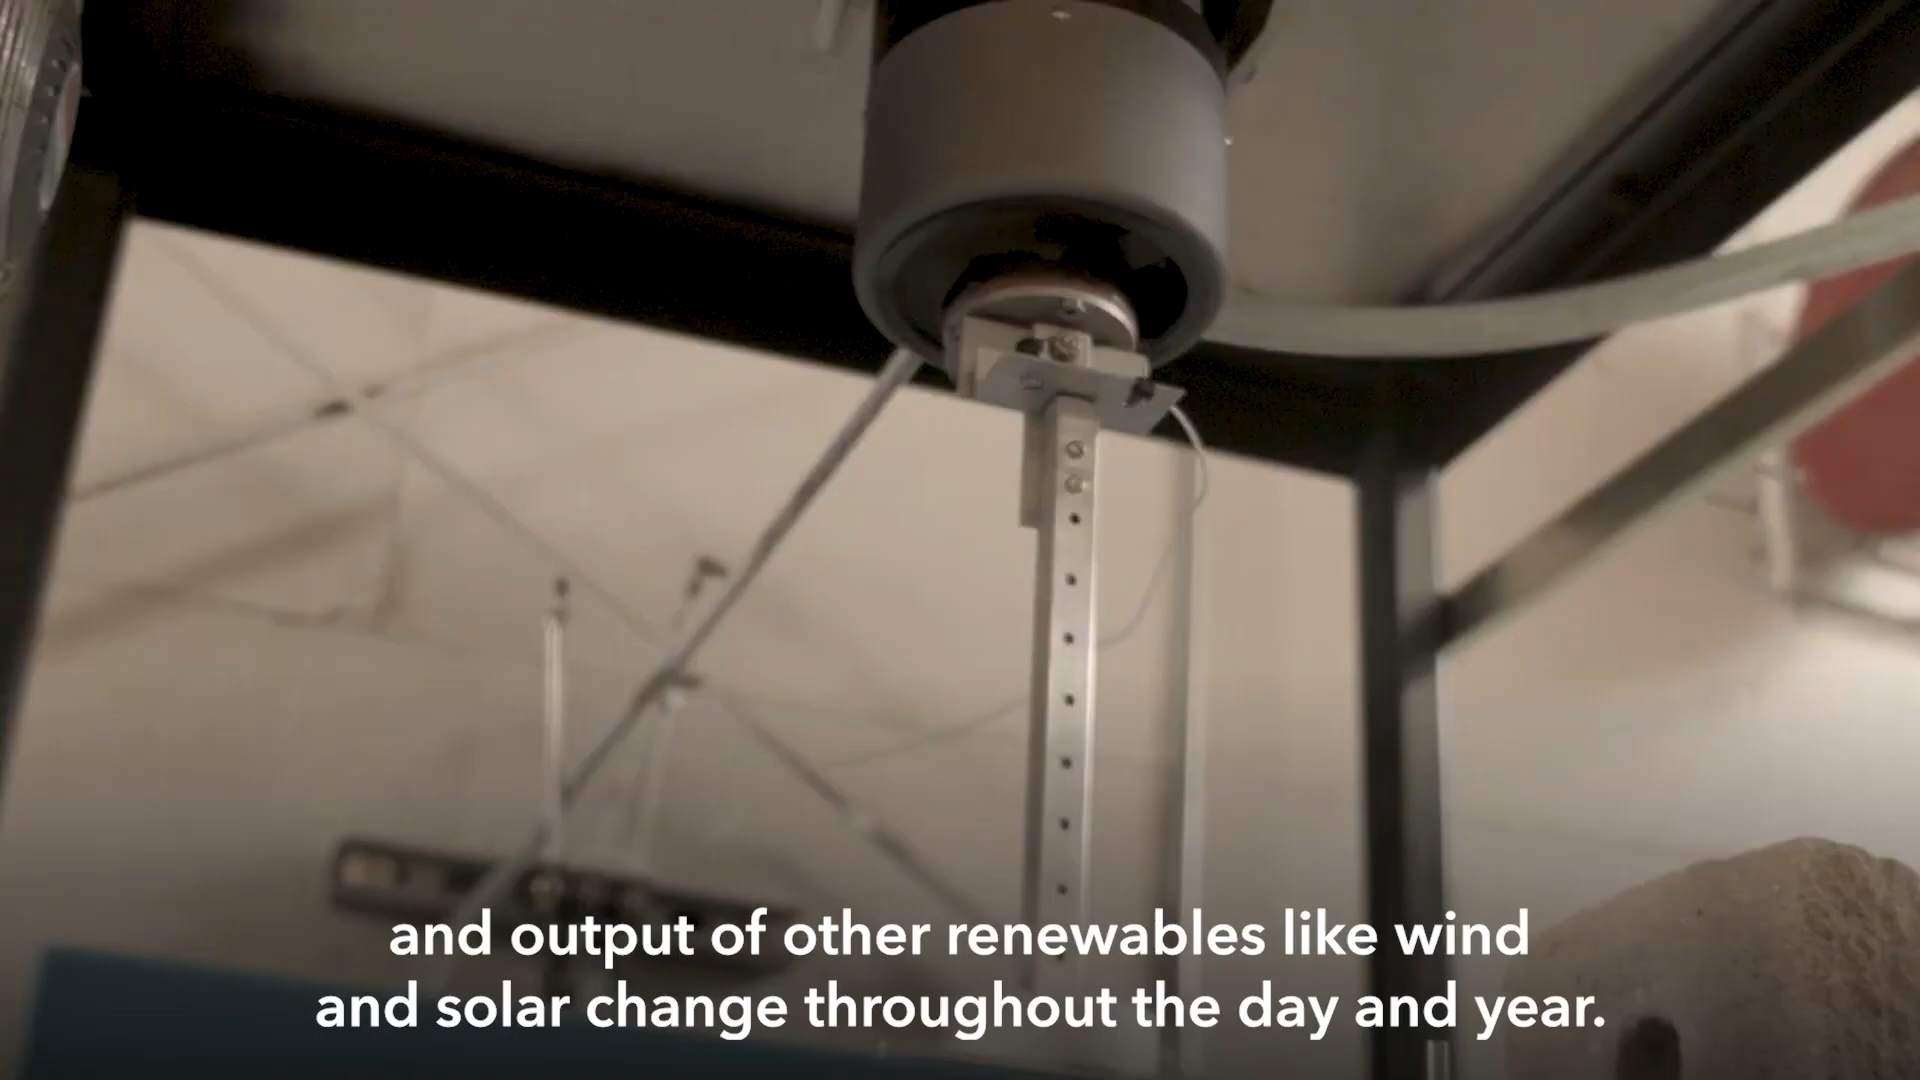 and output of other renewables like wind
and solar change throughout the day and year.